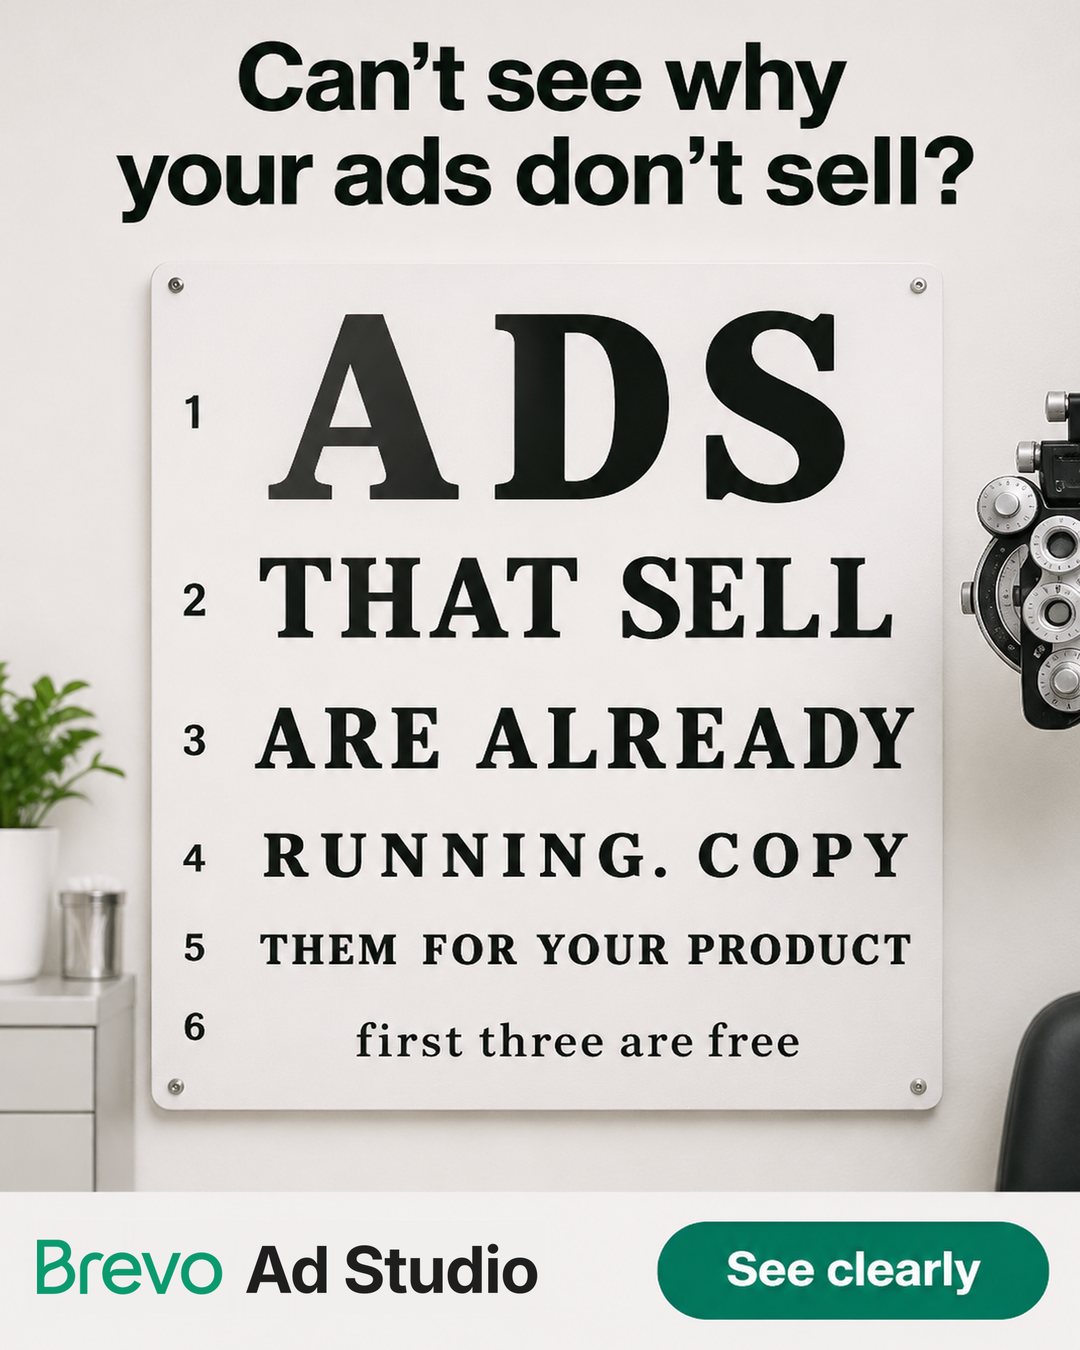 Can’t see why
your ads don’t sell?
1 ADS
2 THAT SELL
3 ARE ALREADY
4 RUNNING. COPY
5 THEM FOR YOUR PRODUCT
6 first three are free
Brevo Ad Studio
See clearly